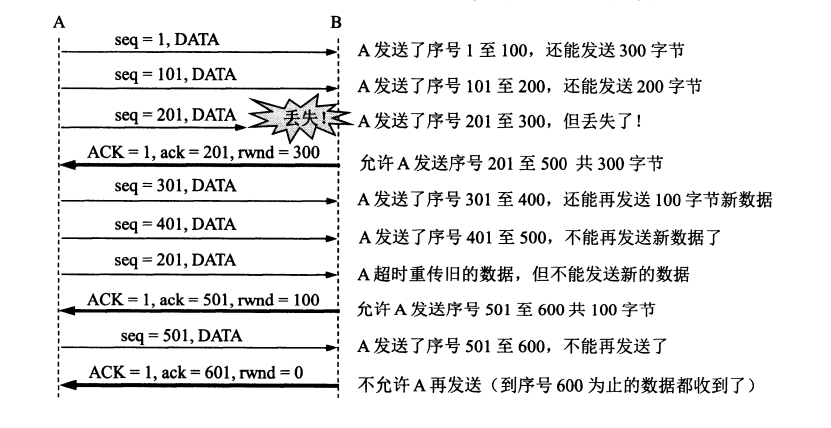 A B
seq = 1, DATA A 发送了序号 1 至 100，还能发送 300 字节
seq = 101, DATA A 发送了序号 101 至 200，还能发送 200 字节
seq = 201, DATA 丢失! A 发送了序号 201 至 300，但丢失了！
ACK = 1, ack = 201, rwnd = 300 允许 A 发送序号 201 至 500 共 300 字节
seq = 301, DATA A 发送了序号 301 至 400，还能再发送 100 字节新数据
seq = 401, DATA A 发送了序号 401 至 500，不能再发送新数据了
seq = 201, DATA A 超时重传旧的数据，但不能发送新的数据
ACK = 1, ack = 501, rwnd = 100 允许 A 发送序号 501 至 600 共 100 字节
seq = 501, DATA A 发送了序号 501 至 600，不能再发送了
ACK = 1, ack = 601, rwnd = 0 不允许 A 再发送（到序号 600 为止的数据都收到了）